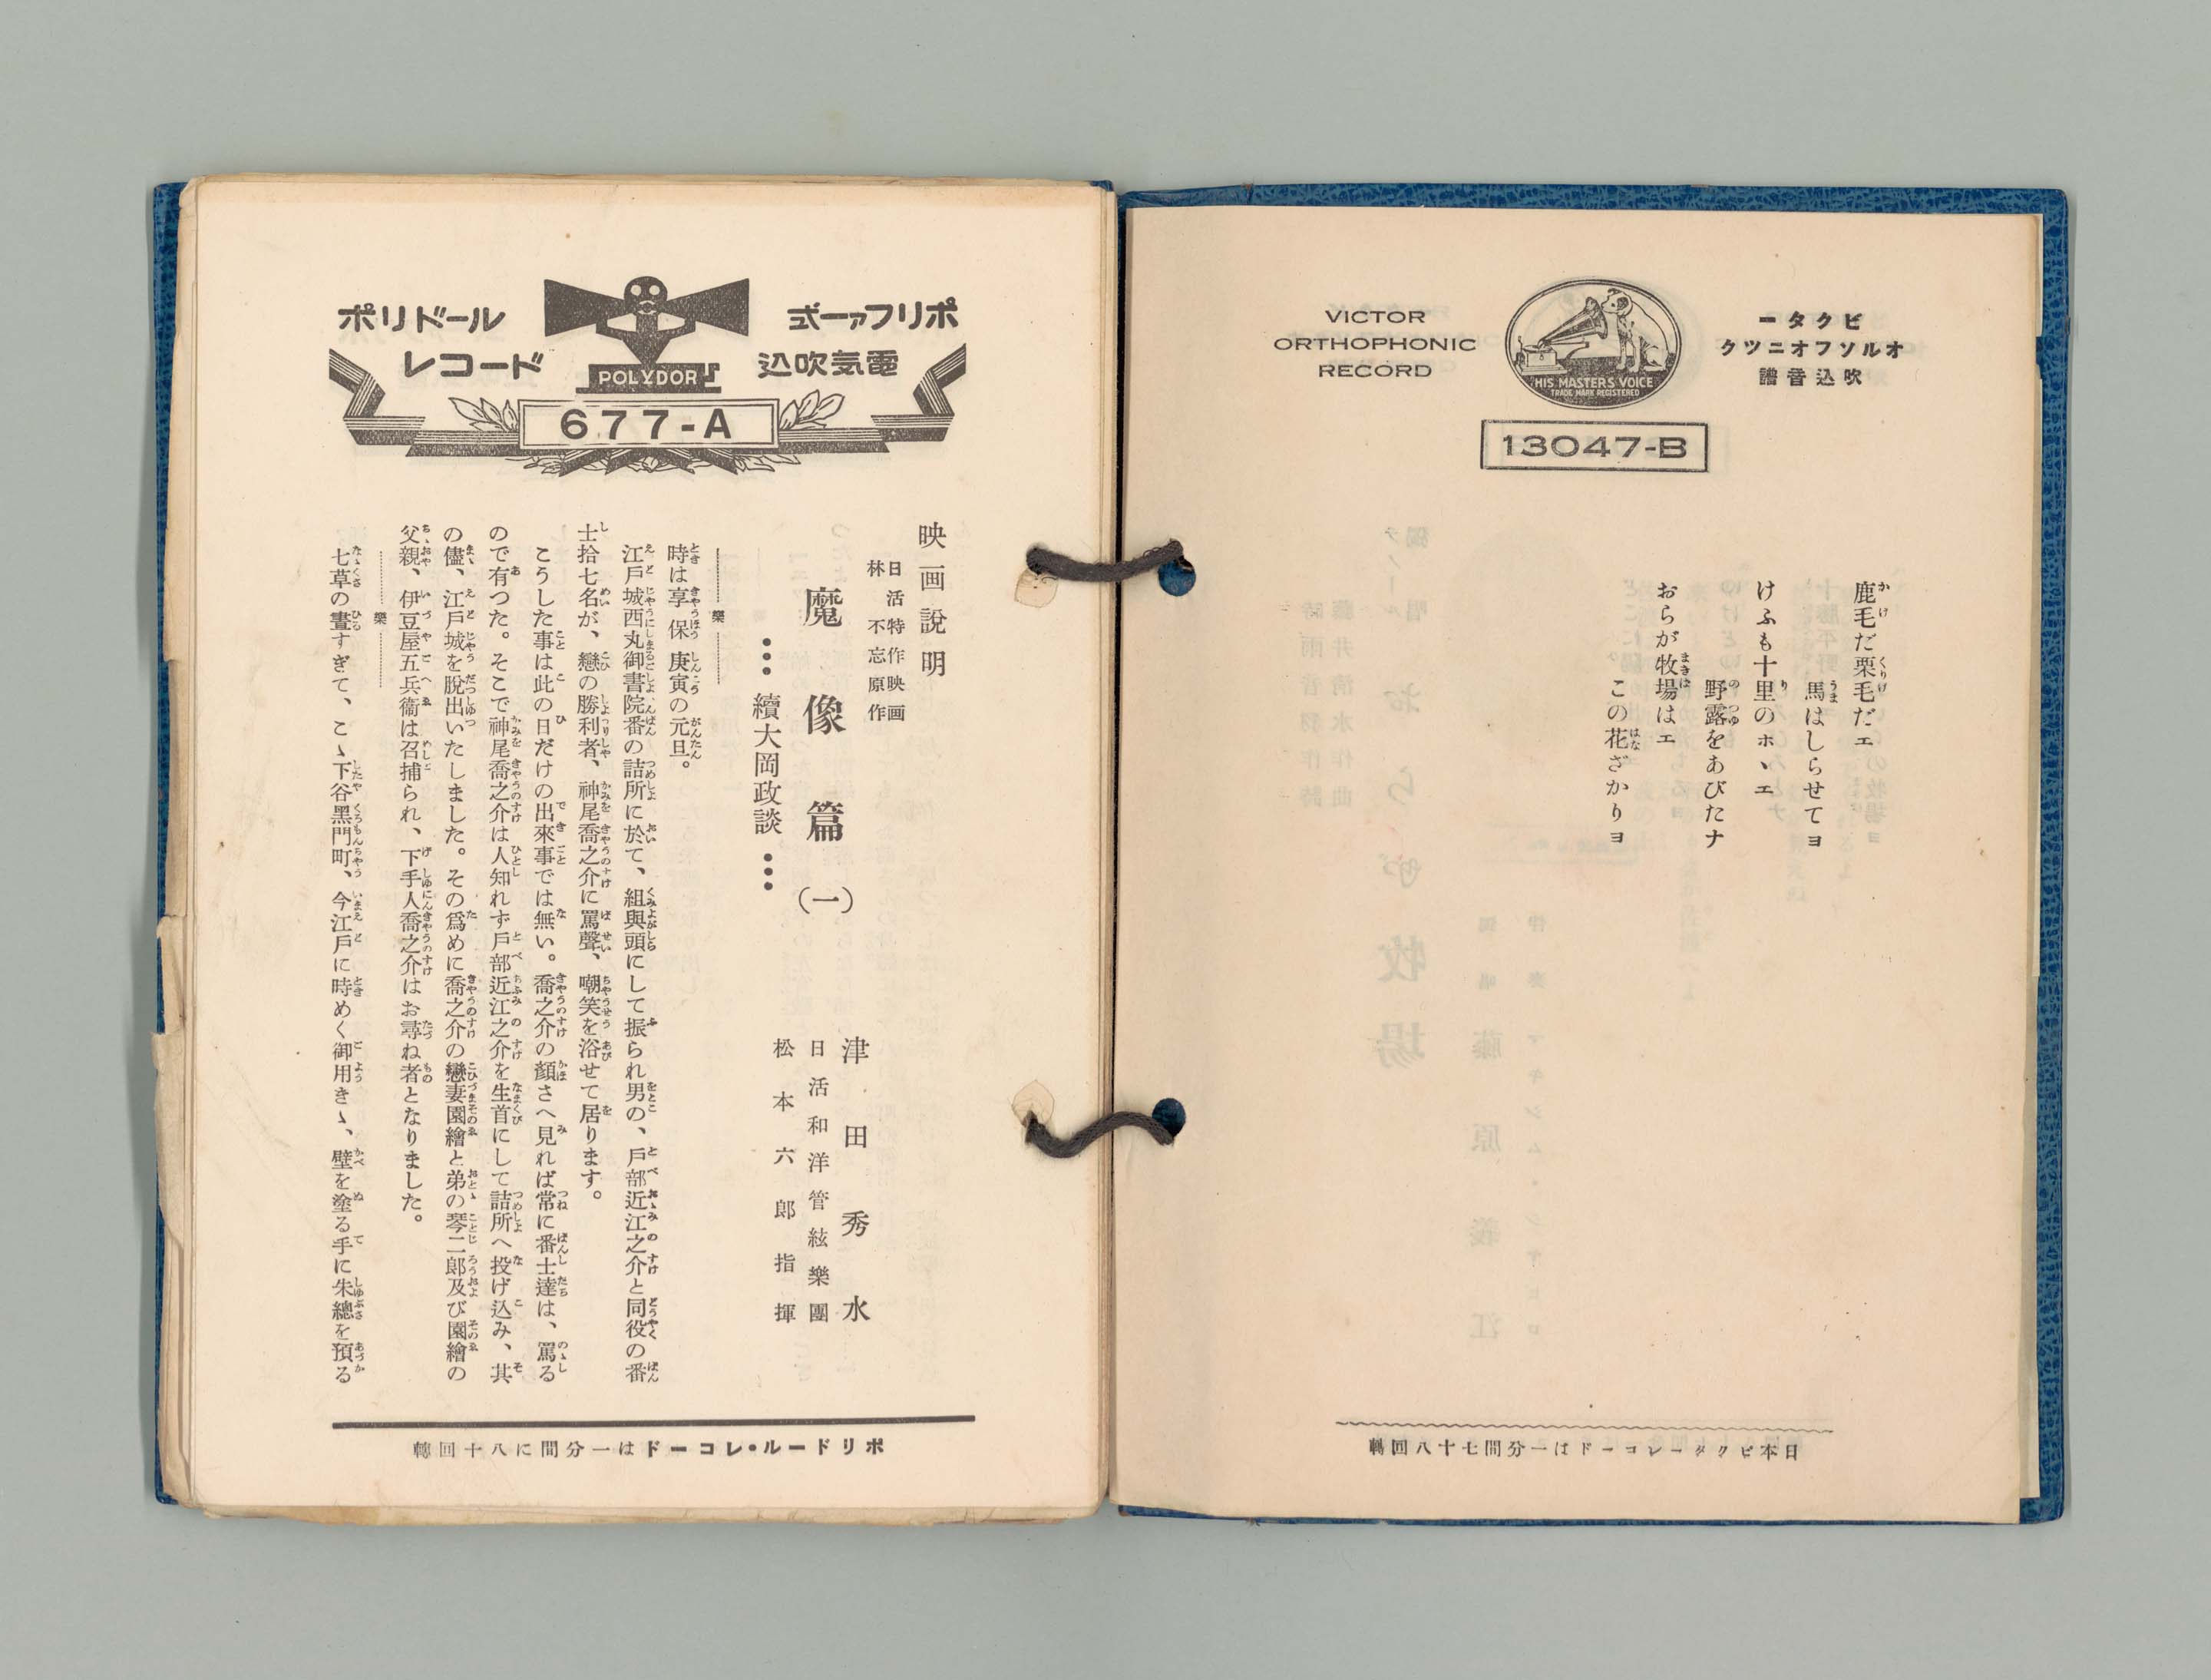 VICTOR
ORTHOPHONIC
RECORD
HIS MASTERS VOICE
TRADE MARK REGISTERED
ビクター
オルソフオニツク
吹込音譜
13047-B
鹿毛だ栗毛だエ
馬はしらせてヨ
けふも十里のホヽエ
野露をあびたナ
おらが牧場はエ
この花ざかりヨ
日本ビクターレコードは一分間七十八回轉
ポリファー式
電気吹込
ポリドール
レコード
POLYDOR
677-A
映画説明
日活特作映画
林不忘原作
魔像篇(一)
…續大岡政談…
津田秀水
日活和洋管絃樂團
松本六郎指揮
樂
時は享保庚寅の元旦。
江戸城西丸御書院番の詰所に於て、組與頭にして振られ男の、戸部近江之介と同役の番
士拾七名が、戀の勝利者、神尾喬之介に罵聲、嘲笑を浴せて居ります。
こうした事は此の日だけの出來事では無い。喬之介の顔さへ見れば常に番士達は、罵る
ので有つた。そこで神尾喬之介は人知れず戸部近江之介を生首にして詰所へ投げ込み、其
の儘、江戸城を脱出いたしました。その爲めに喬之介の戀妻園繪と弟の琴二郎及び園繪の
父親、伊豆屋五兵衞は召捕られ、下手人喬之介はお尋ね者となりました。
樂
七草の晝すぎて、こゝ下谷黑門町、今江戸に時めく御用きゝ、壁を塗る手に朱總を預る
ポリドール・レコードは一分間に八十回轉